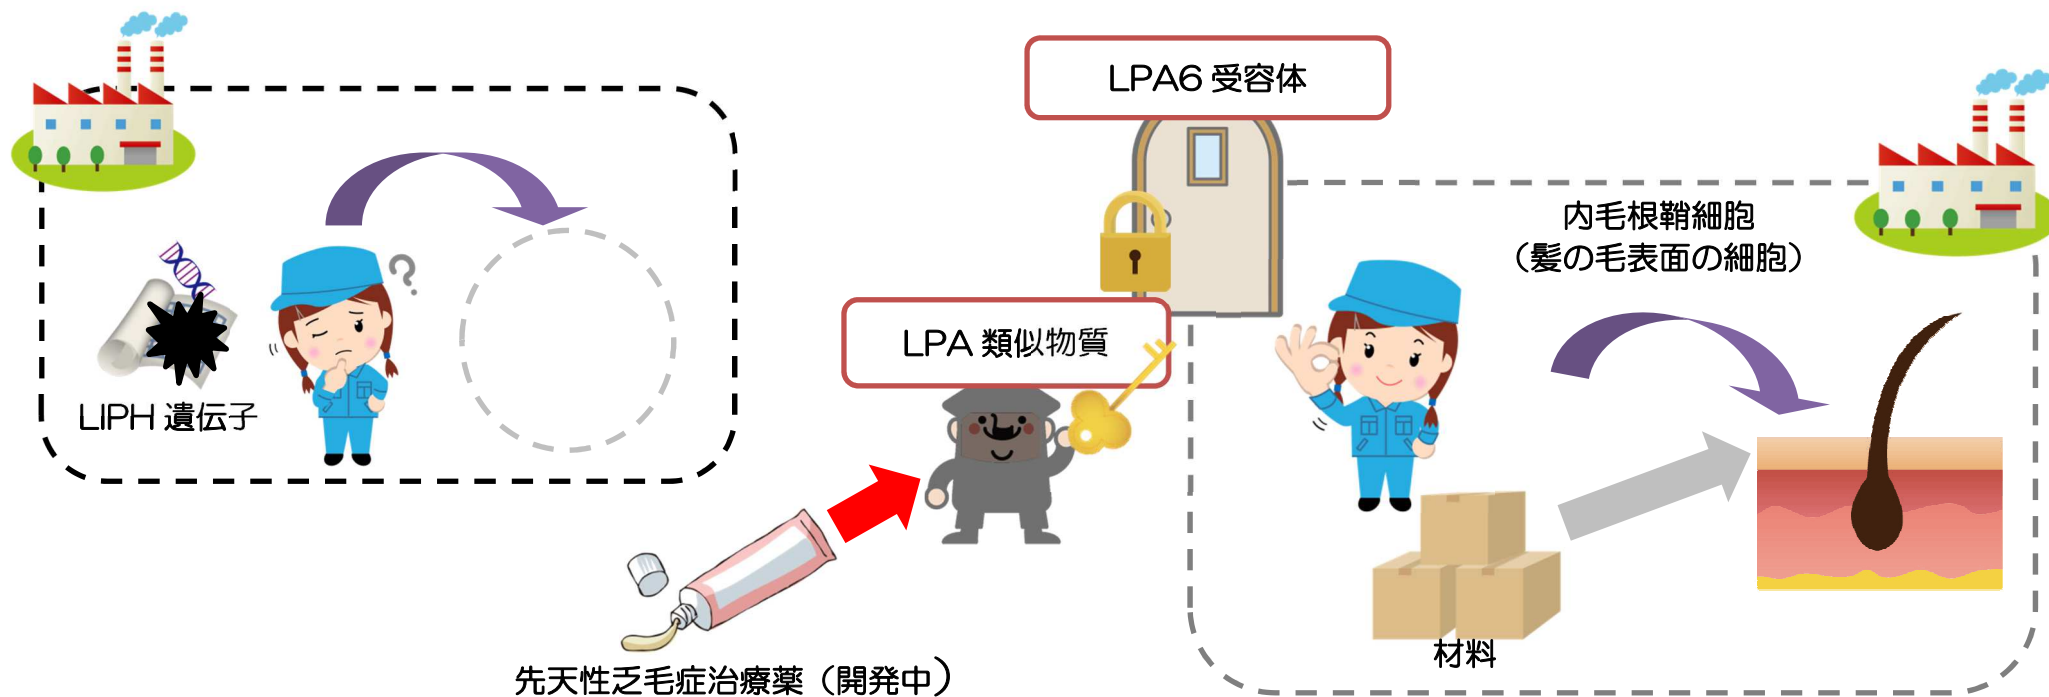 LPA6 受容体
内毛根鞘細胞
（髪の毛表面の細胞）
LPA 類似物質
?
LIPH 遺伝子
材料
先天性乏毛症治療薬（開発中）